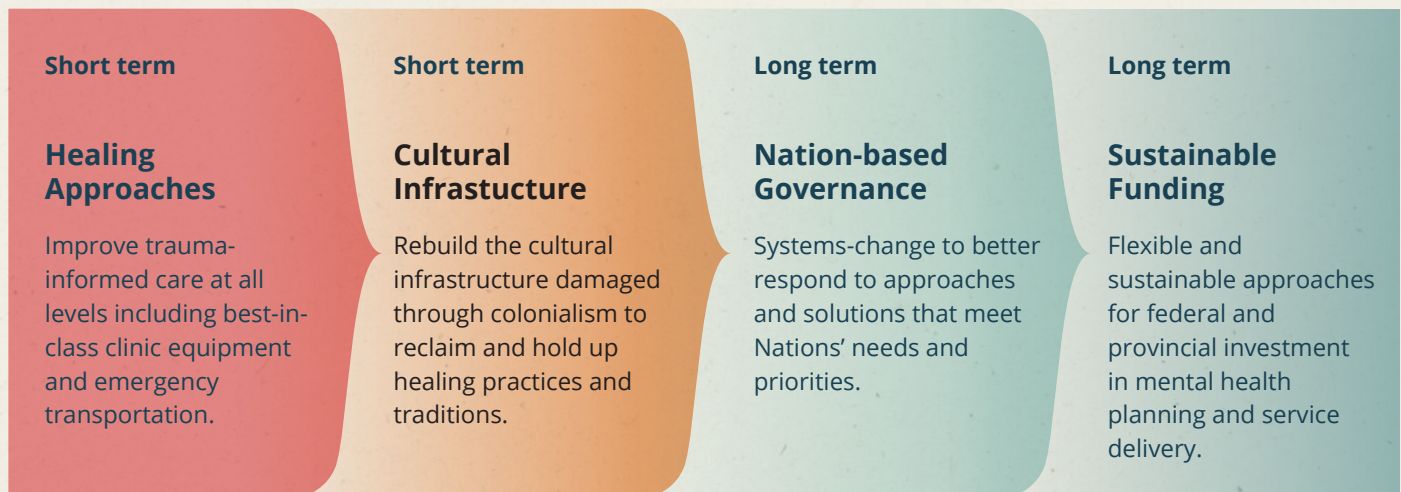 Short term
Healing
Approaches
Improve trauma-
informed care at all
levels including best-in-
class clinic equipment
and emergency
transportation.
Short term
Cultural
Infrastucture
Rebuild the cultural
infrastructure damaged
through colonialism to
reclaim and hold up
healing practices and
traditions.
Long term
Nation-based
Governance
Systems-change to better
respond to approaches
and solutions that meet
Nations’ needs and
priorities.
Long term
Sustainable
Funding
Flexible and
sustainable approaches
for federal and
provincial investment
in mental health
planning and service
delivery.